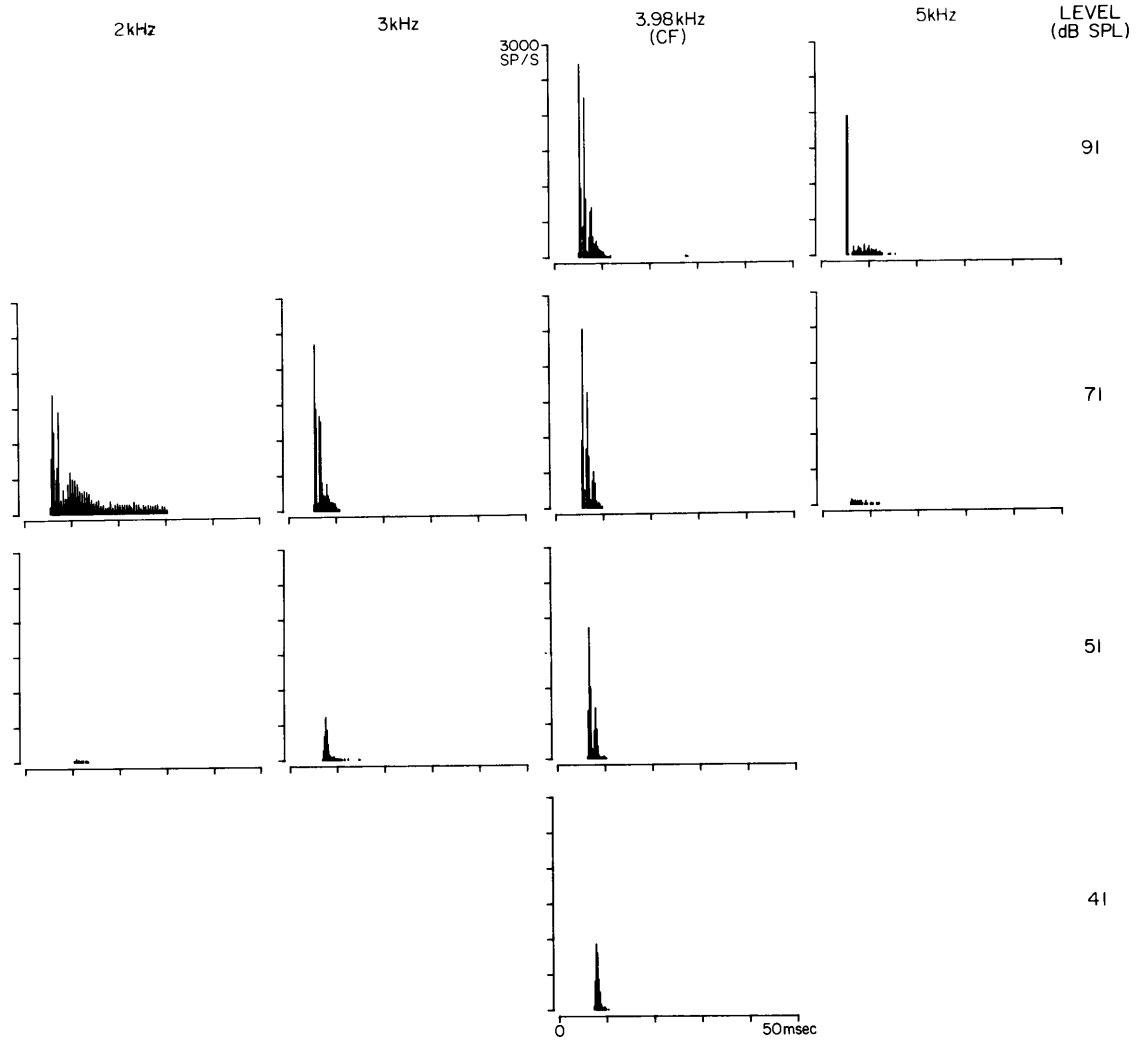 2kHz
3kHz
3.98kHz
(CF)
5kHz
LEVEL
(dB SPL)
3000
SP/S
91
71
51
41
0
50msec